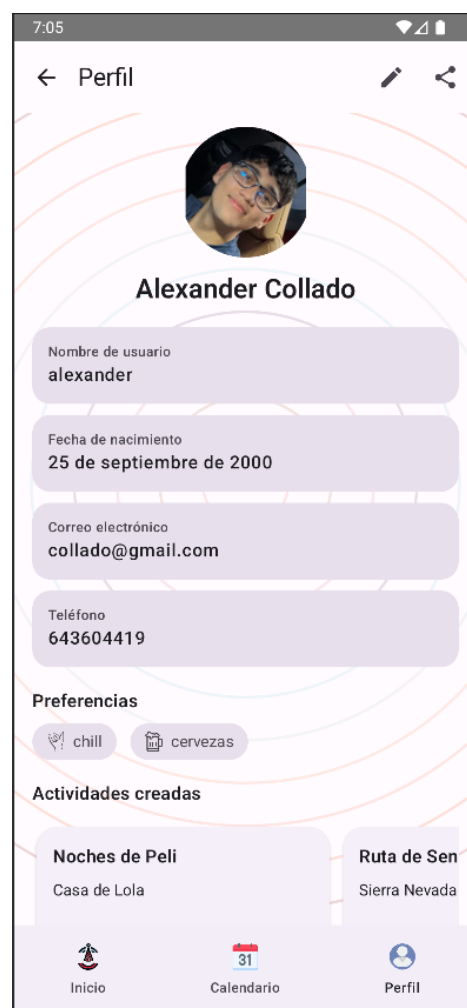 7:05
Perfil
Alexander Collado
Nombre de usuario
alexander
Fecha de nacimiento
25 de septiembre de 2000
Correo electrónico
collado@gmail.com
Teléfono
643604419
Preferencias
chill
cervezas
Actividades creadas
Noches de Peli
Ruta de Sen
Casa de Lola
Sierra Nevada
31
Inicio
Calendario
Perfil